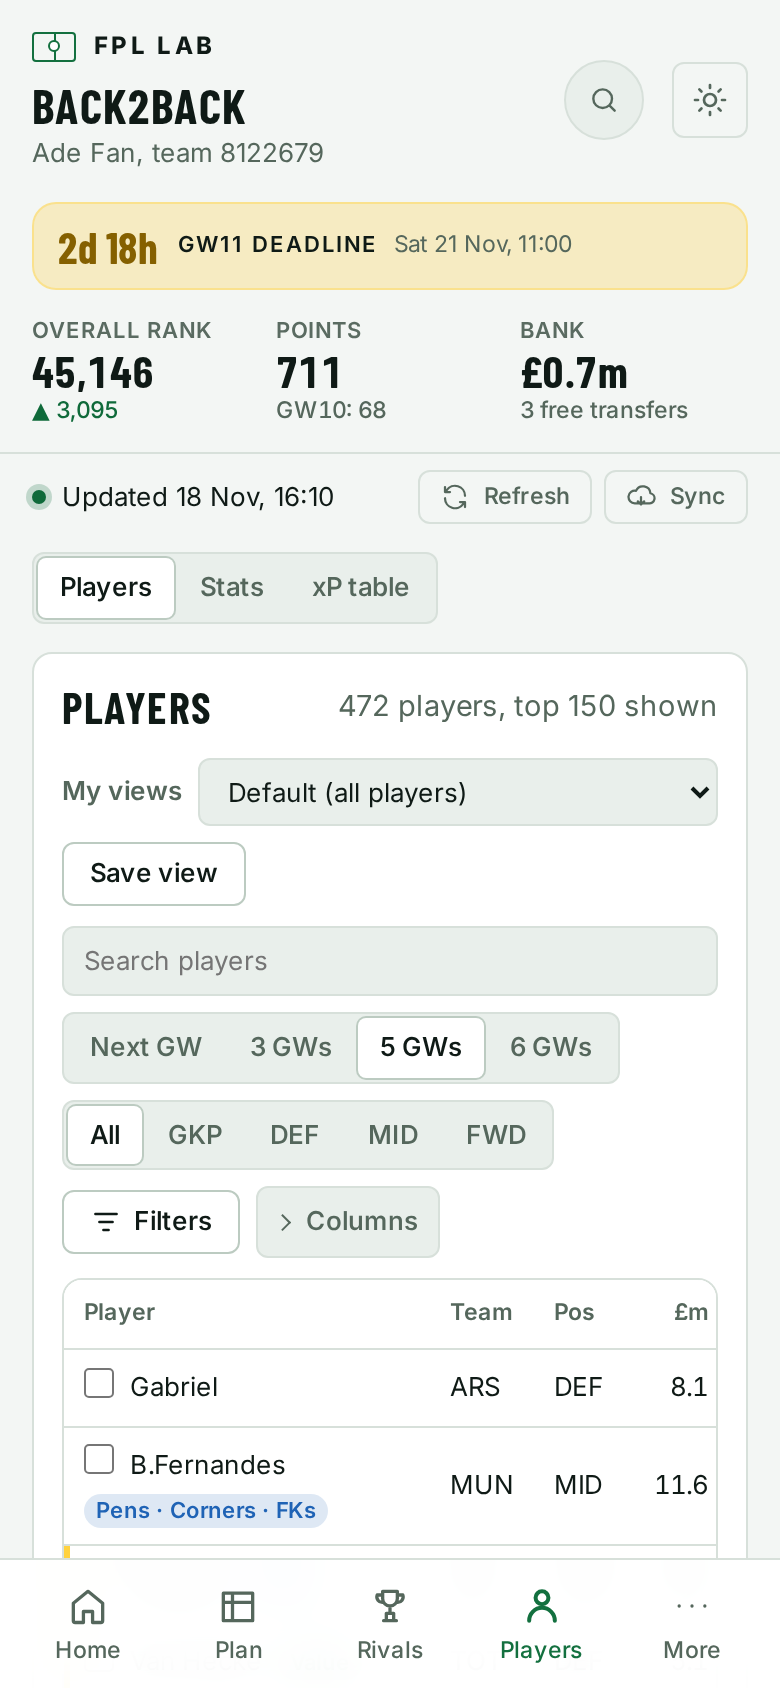 FPL LAB
BACK2BACK
Ade Fan, team 8122679
2d 18h GW11 DEADLINE Sat 21 Nov, 11:00
OVERALL RANK POINTS BANK
45,146 711 £0.7m
▲ 3,095 GW10: 68 3 free transfers
Updated 18 Nov, 16:10 Refresh Sync
Players Stats xP table
PLAYERS 472 players, top 150 shown
My views Default (all players)
Save view
Search players
Next GW 3 GWs 5 GWs 6 GWs
All GKP DEF MID FWD
Filters Columns
Player Team Pos £m
Gabriel ARS DEF 8.1
B.Fernandes MUN MID 11.6
Pens · Corners · FKs
Home Plan Rivals Players More